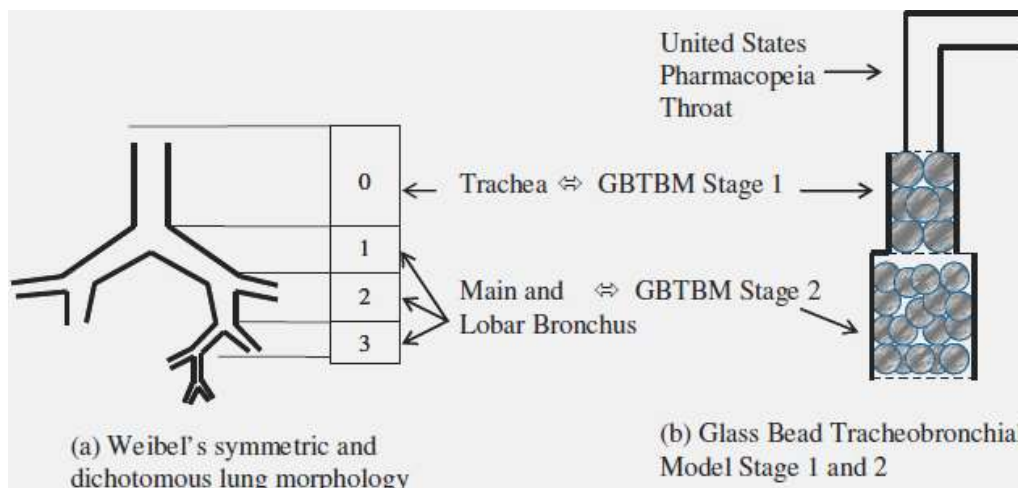 United States
Pharmacopeia
Throat
0
Trachea ⇔ GBTBM Stage 1
1
Main and ⇔ GBTBM Stage 2
2
Lobar Bronchus
3
(a) Weibel's symmetric and
dichotomous lung morphology
(b) Glass Bead Tracheobronchial
Model Stage 1 and 2